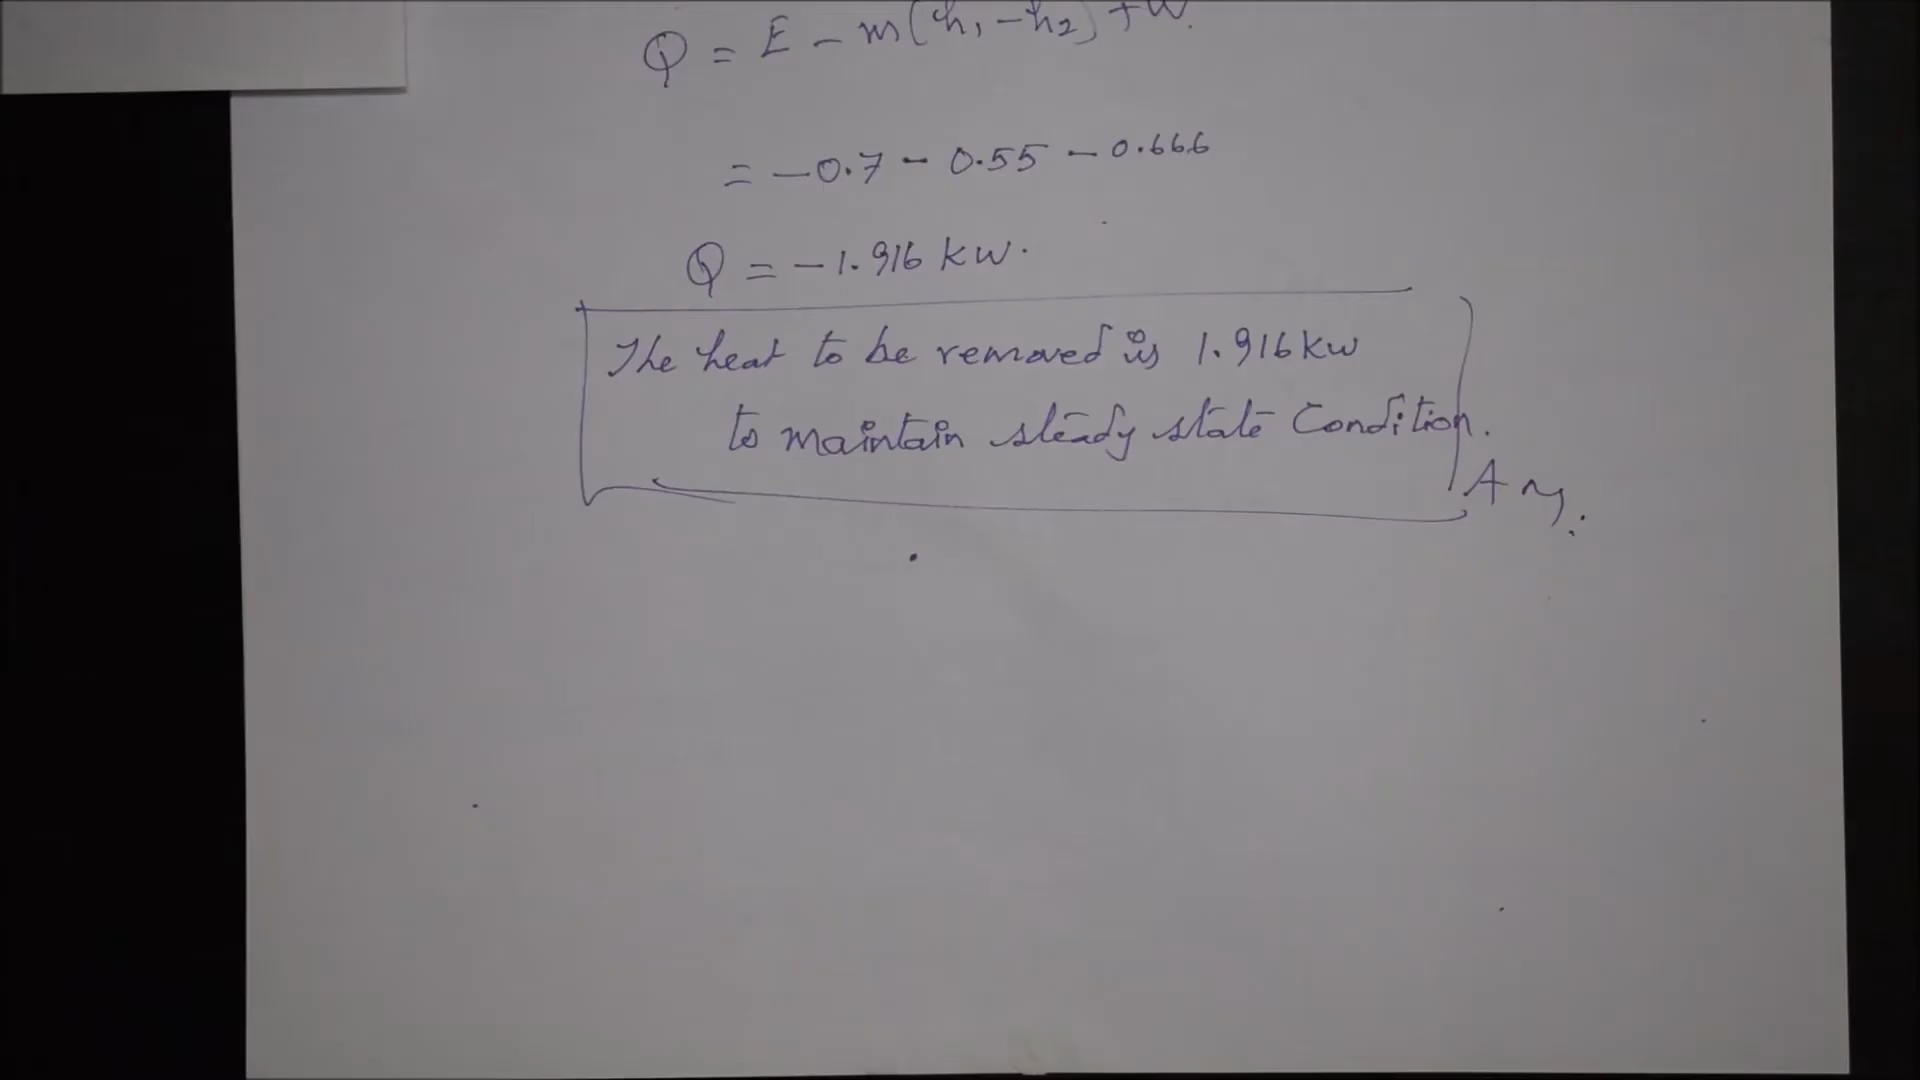 Q = E - m(h₁ - h₂) + W.
= -0.7 - 0.55 - 0.666
Q = -1.916 kw.
The heat to be removed is 1.916 kw
to maintain steady state Condition.
Ans.